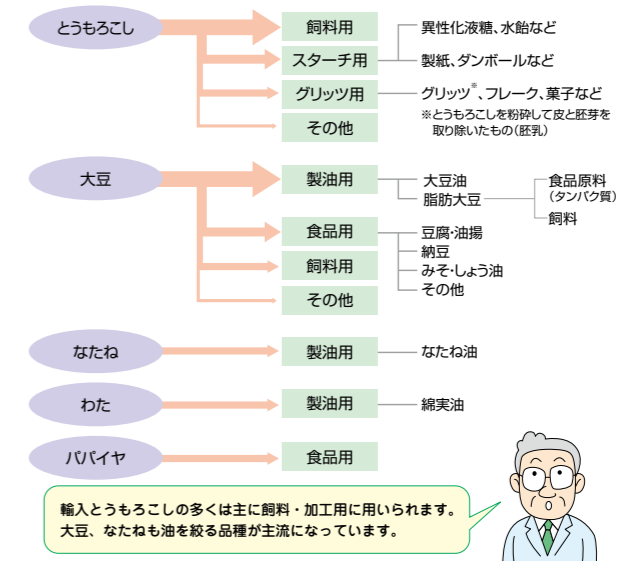 とうもろこし
飼料用
スターチ用
異性化液糖、水飴など
製紙、ダンボールなど
グリッツ用
グリッツ※、フレーク、菓子など
※とうもろこしを粉砕して皮と胚芽を
取り除いたもの(胚乳)
その他
大豆
製油用
大豆油
脂肪大豆
食品原料
(タンパク質)
飼料
食品用
豆腐・油揚
納豆
みそ・しょう油
その他
飼料用
その他
なたね
製油用
なたね油
わた
製油用
綿実油
パパイヤ
食品用
輸入とうもろこしの多くは主に飼料・加工用に用いられます。
大豆、なたねも油を絞る品種が主流になっています。